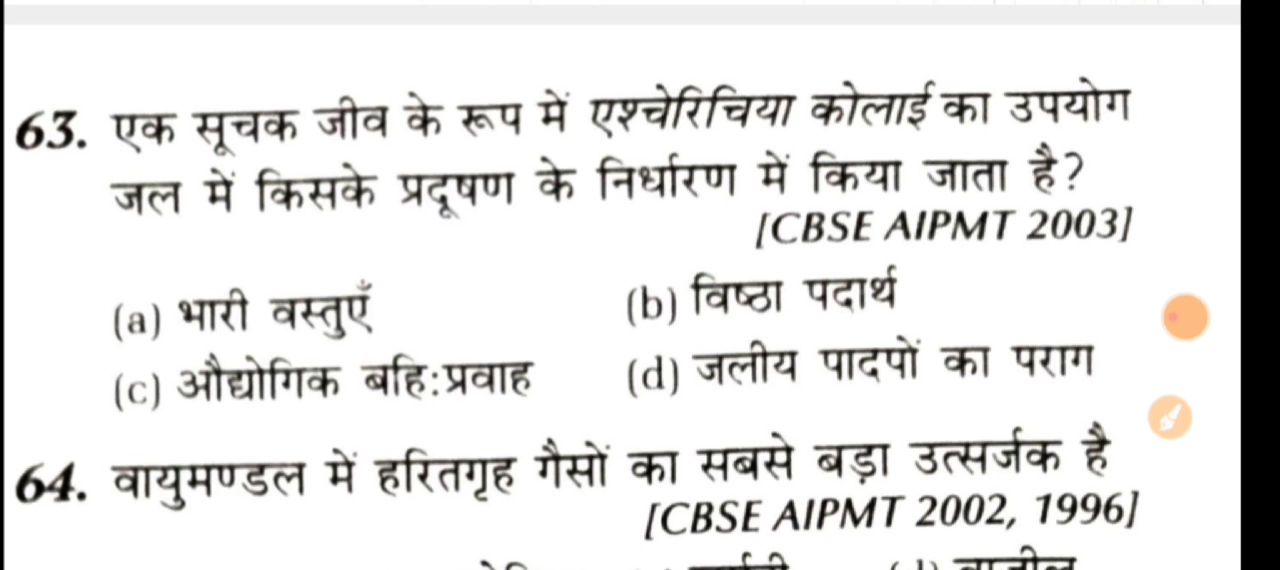 63. एक सूचक जीव के रूप में एश्चेरिचिया कोलाई का उपयोग
जल में किसके प्रदूषण के निर्धारण में किया जाता है?
[CBSE AIPMT 2003]
(a) भारी वस्तुएँ (b) विष्ठा पदार्थ
(c) औद्योगिक बहि:प्रवाह (d) जलीय पादपों का पराग
64. वायुमण्डल में हरितगृह गैसों का सबसे बड़ा उत्सर्जक है
[CBSE AIPMT 2002, 1996]